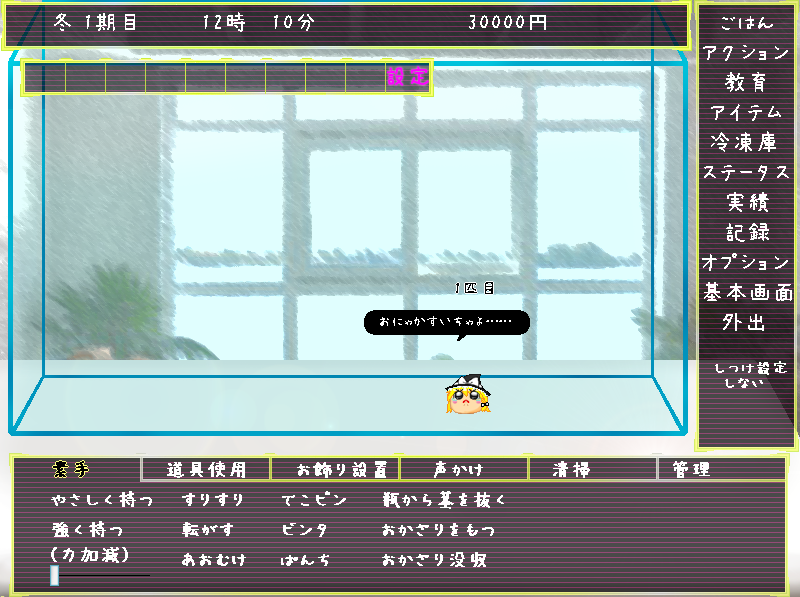 冬 1期目 12時 10分 30000円
設定
1匹目
おにゃかすいちゃよ……
ごはん
アクション
教育
アイテム
冷凍庫
ステータス
実績
記録
オプション
基本画面
外出
しつけ設定
しない
素手 道具使用 お飾り設置 声かけ 清掃 管理
やさしく持つ すりすり でこピン 瓶から茎を抜く
強く持つ 転がす ビンタ おかざりをもつ
(力加減) あおむけ ぱんち おかざり没収